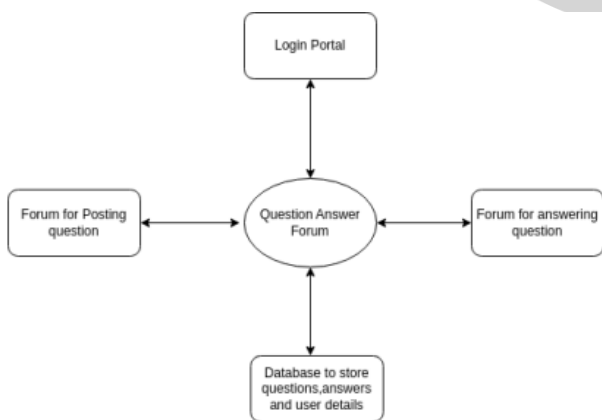 Login Portal
Forum for Posting
question
Question Answer
Forum
Forum for answering
question
Database to store
questions,answers
and user details